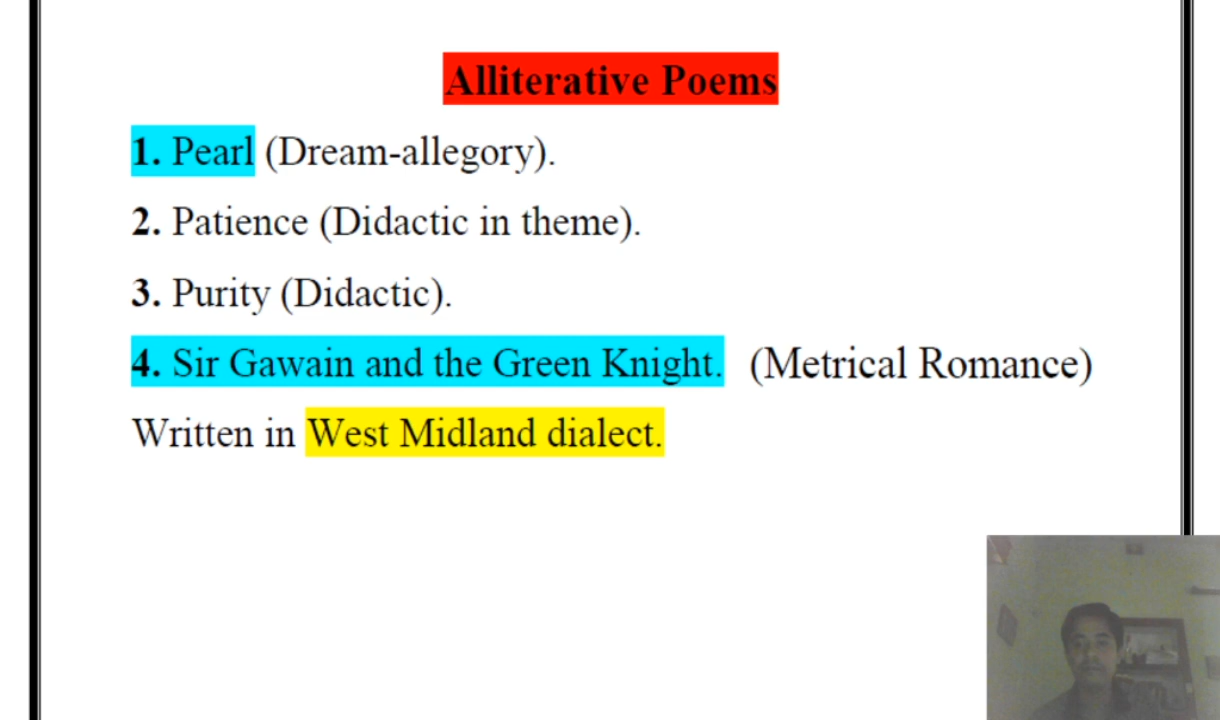 Alliterative Poems
1. Pearl (Dream-allegory).
2. Patience (Didactic in theme).
3. Purity (Didactic).
4. Sir Gawain and the Green Knight. (Metrical Romance)
Written in West Midland dialect.